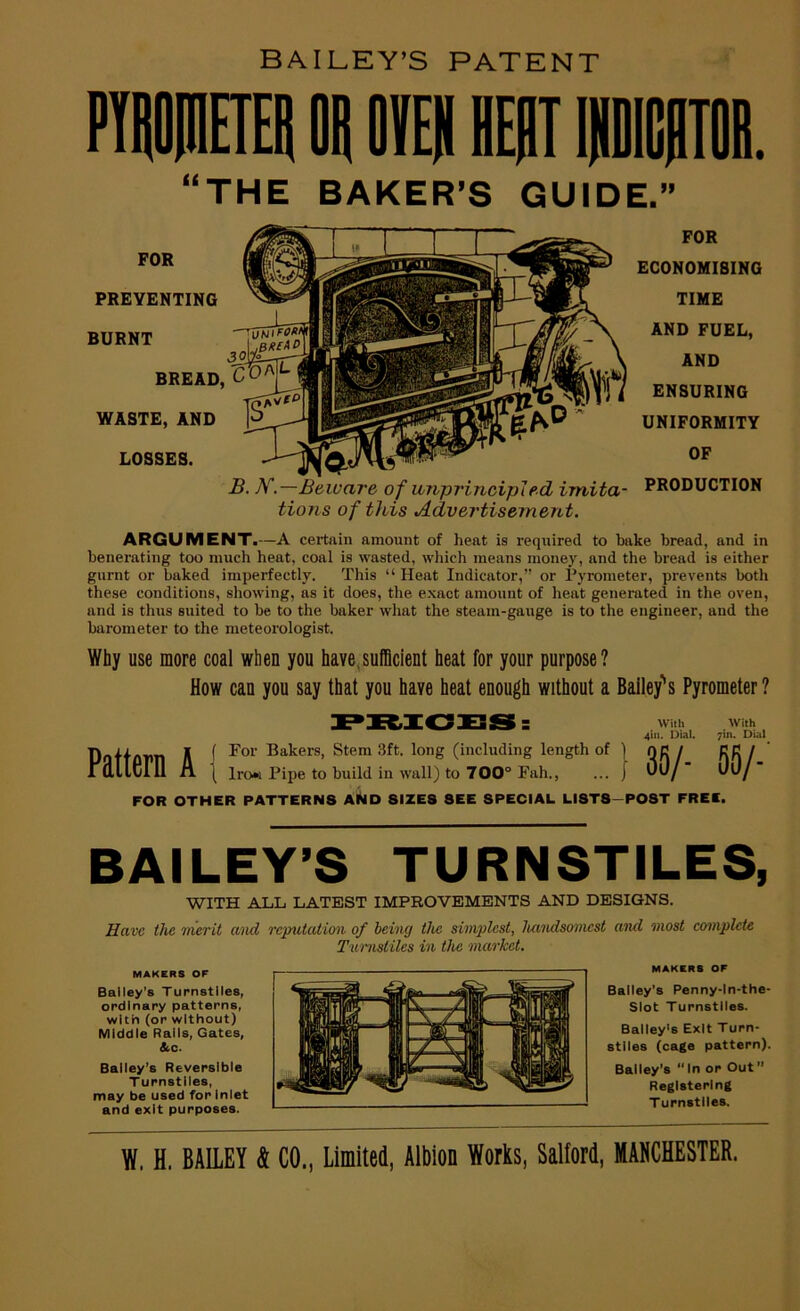 BAILEY'S PATENT
PYROMETER OR OVEN HEAT INDICATOR.
"THE BAKER'S GUIDE."
FOR
PREVENTING
BURNT
BREAD,
WASTE, AND
LOSSES.
UNIFORM
BREAD
30 %
COAL
SAVED
FOR
ECONOMISING
TIME
AND FUEL,
AND
ENSURING
UNIFORMITY
OF
PRODUCTION
B. N.—Beware of unprincipled imita-
tions of this Advertisement.
ARGUMENT.—A certain amount of heat is required to bake bread, and in
benerating too much heat, coal is wasted, which means money, and the bread is either
gurnt or baked imperfectly. This "Heat Indicator," or Pyrometer, prevents both
these conditions, showing, as it does, the exact amount of heat generated in the oven,
and is thus suited to be to the baker what the steam-gauge is to the engineer, and the
barometer to the meteorologist.
Why use more coal when you have sufficient heat for your purpose?
How can you say that you have heat enough without a Bailey's Pyrometer?
PRICES:
With 4in. Dial.
With 7in. Dial
Pattern A { For Bakers, Stem 3ft. long (including length of
Iron Pipe to build in wall) to 700° Fah., ... } 35/- 55/-
FOR OTHER PATTERNS AND SIZES SEE SPECIAL LISTS—POST FREE.
BAILEY'S TURNSTILES,
WITH ALL LATEST IMPROVEMENTS AND DESIGNS.
Have the merit and reputation of being the simplest, handsomest and most complete
Turnstiles in the market.
MAKERS OF
Bailey's Turnstiles,
ordinary patterns,
with (or without)
Middle Rails, Gates,
&c.
Bailey's Reversible
Turnstiles,
may be used for inlet
and exit purposes.
MAKERS OF
Bailey's Penny-in-the-
Slot Turnstiles.
Bailey's Exit Turn-
stiles (cage pattern).
Bailey's "In or Out"
Registering
Turnstiles.
W. H. BAILEY & CO., Limited, Albion Works, Salford, MANCHESTER.